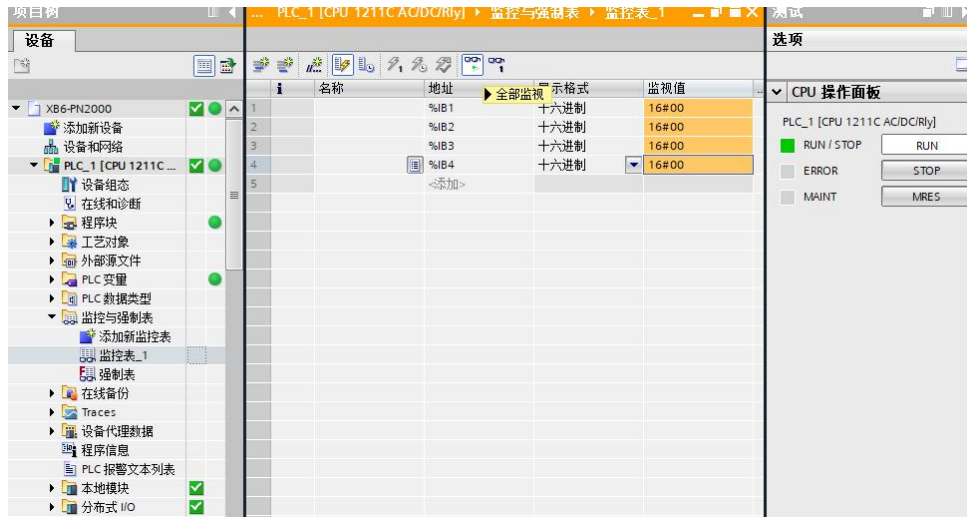 项目树
... PLC_1 [CPU 1211C AC/DC/Rly] ▸ 监控与强制表 ▸ 监控表_1
测试
设备
选项
i 名称 地址 显示格式 监视值 ...
全部监视
CPU 操作面板
XB6-PN2000
添加新设备
设备和网络
PLC_1 [CPU 1211C ...
设备组态
在线和诊断
程序块
工艺对象
外部源文件
PLC 变量
PLC 数据类型
监控与强制表
添加新监控表
监控表_1
强制表
在线备份
Traces
设备代理数据
程序信息
PLC 报警文本列表
本地模块
分布式 I/O
1 %IB1 十六进制 16#00
2 %IB2 十六进制 16#00
3 %IB3 十六进制 16#00
4 %IB4 十六进制 16#00
5 <添加>
PLC_1 [CPU 1211C AC/DC/Rly]
RUN / STOP RUN
ERROR STOP
MAINT MRES